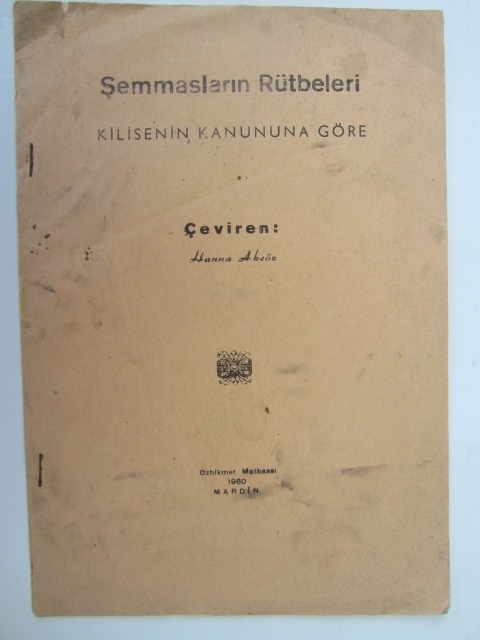 Şemmasların Rütbeleri
KİLİSENİN KANUNUNA GÖRE
Çeviren:
Hanna Aksöz
Özhikmet Matbaası
1960
MARDİN